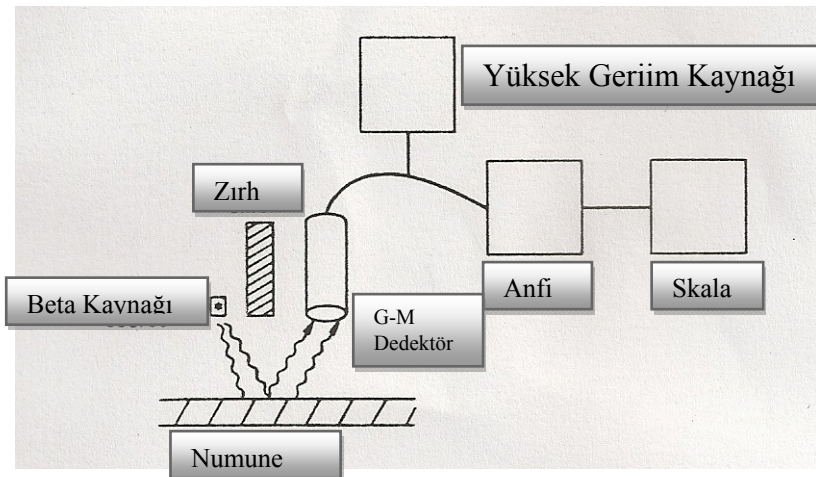 Yüksek Geriim Kaynağı
Zırh
Beta Kaynağı
G-M
Dedektör
Anfi
Skala
Numune